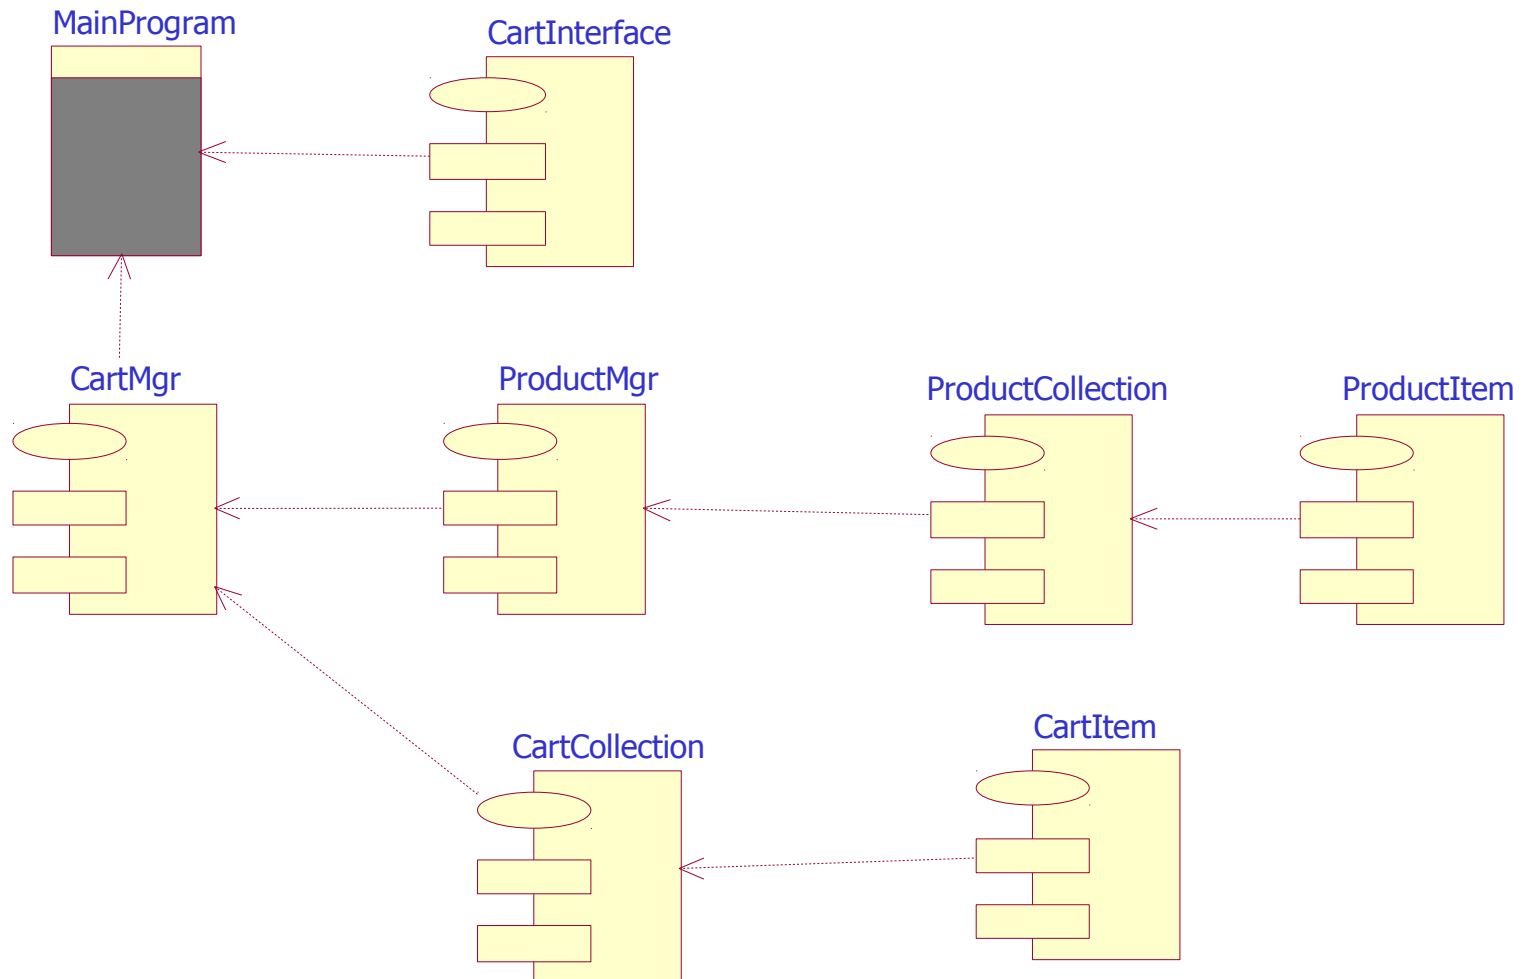 MainProgram
CartInterface
CartMgr
ProductMgr
ProductCollection
ProductItem
CartCollection
CartItem